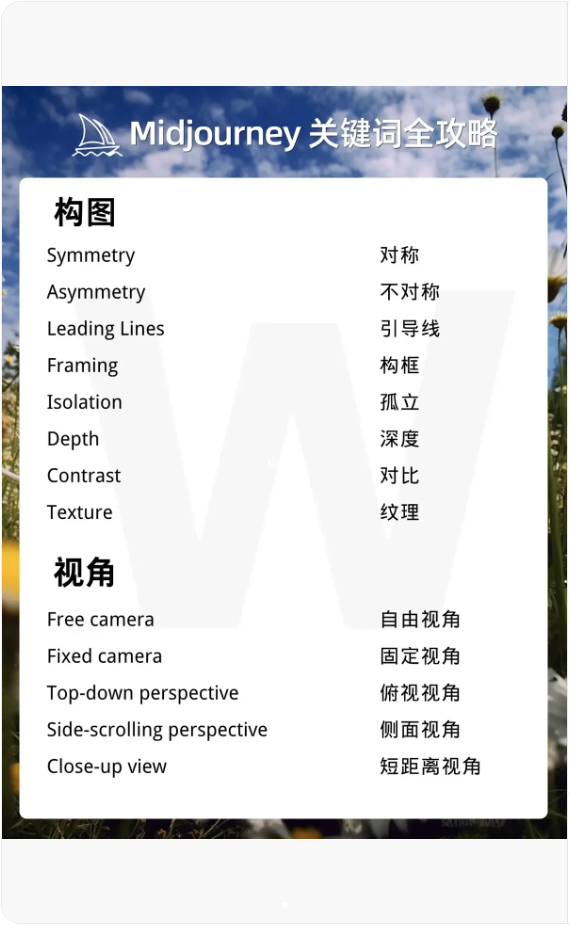 Midjourney 关键词全攻略
构图
Symmetry 对称
Asymmetry 不对称
Leading Lines 引导线
Framing 构框
Isolation 孤立
Depth 深度
Contrast 对比
Texture 纹理
视角
Free camera 自由视角
Fixed camera 固定视角
Top-down perspective 俯视视角
Side-scrolling perspective 侧面视角
Close-up view 短距离视角